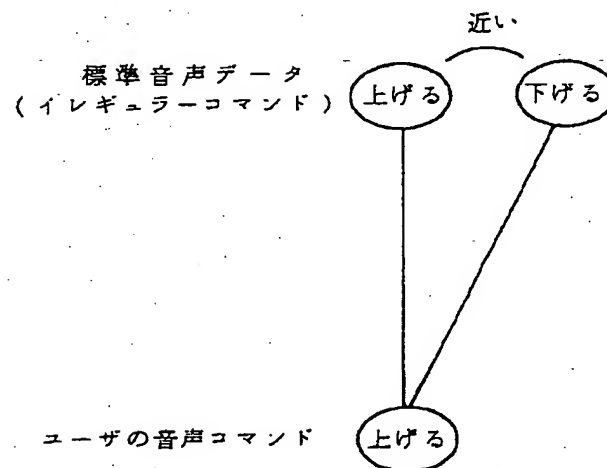 近い
標準音声データ
(イレギュラーコマンド)
上げる
下げる
ユーザの音声コマンド
上げる